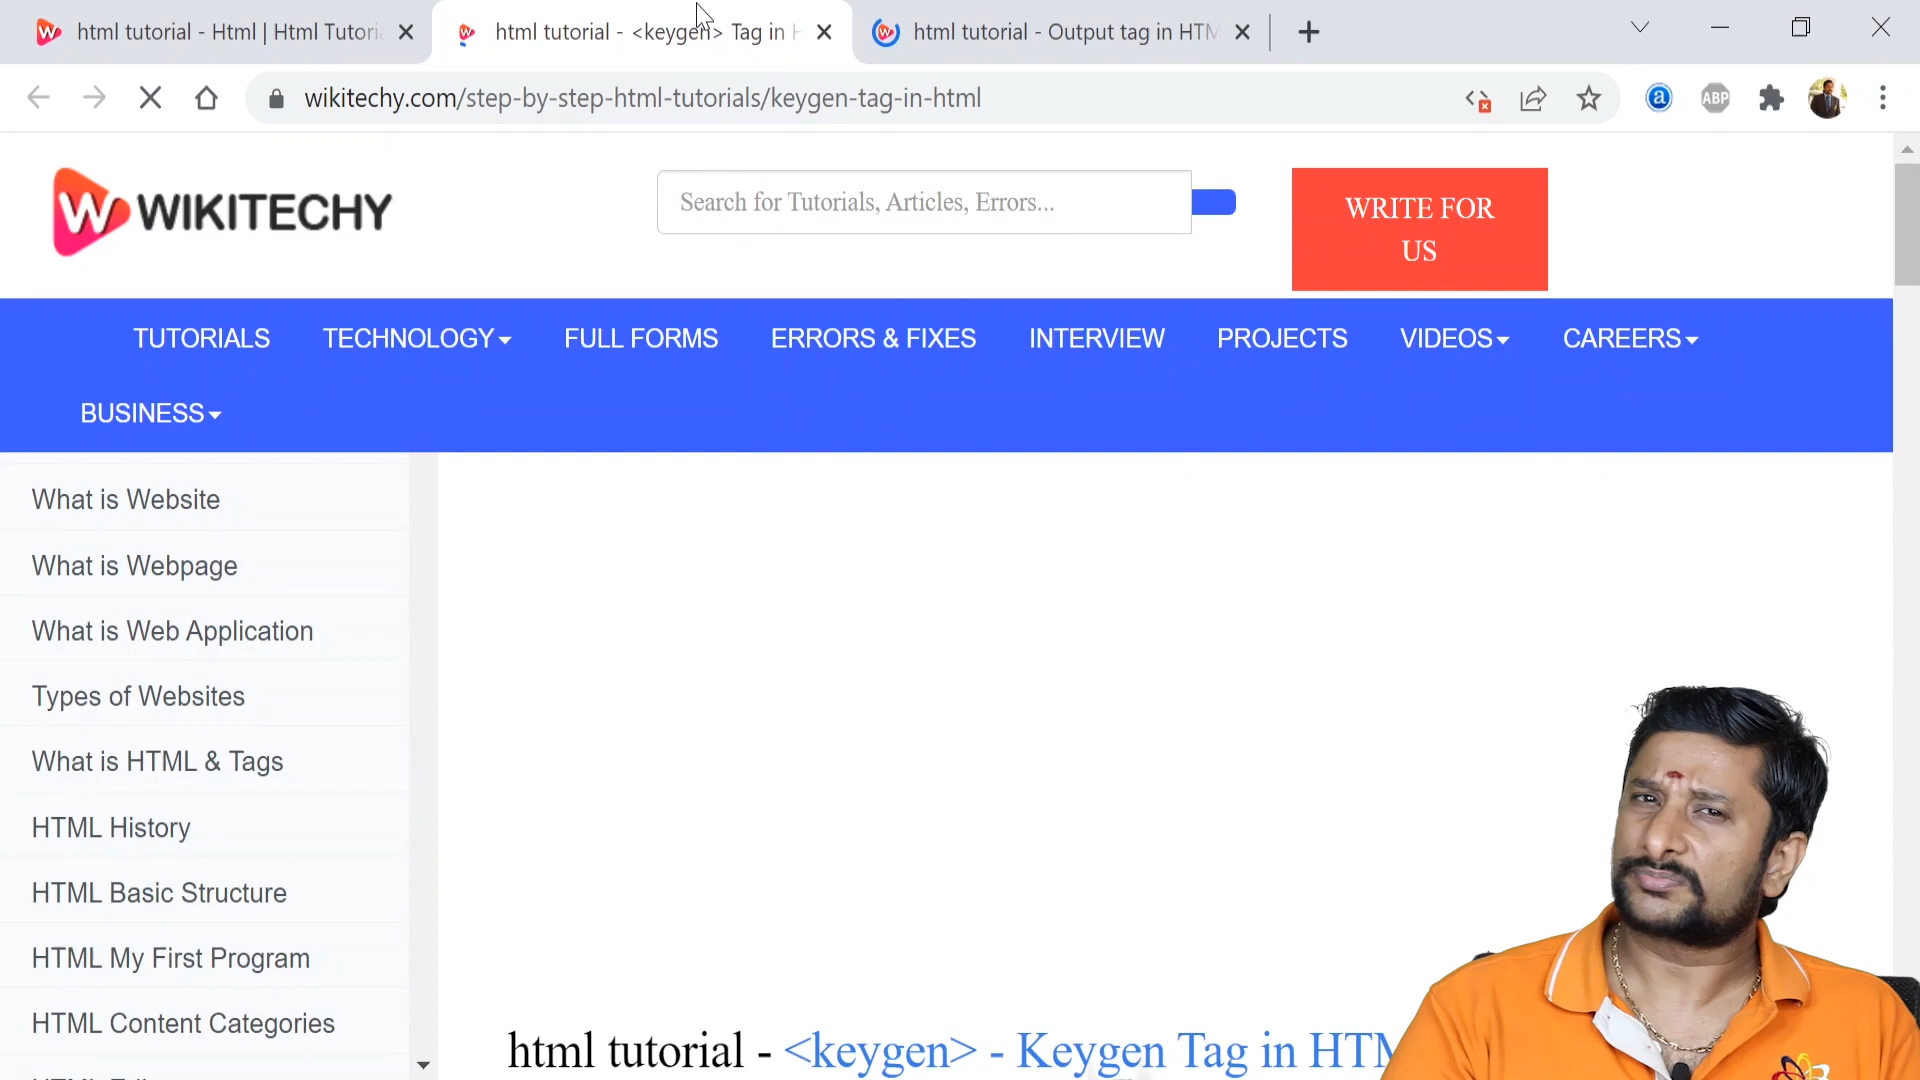 html tutorial - Html | Html Tutori
html tutorial - <keygen> Tag in H
html tutorial - Output tag in HTM
wikitechy.com/step-by-step-html-tutorials/keygen-tag-in-html
a
ABP
W WIKITECHY
Search for Tutorials, Articles, Errors...
WRITE FOR
US
TUTORIALS
TECHNOLOGY
FULL FORMS
ERRORS & FIXES
INTERVIEW
PROJECTS
VIDEOS
CAREERS
BUSINESS
What is Website
What is Webpage
What is Web Application
Types of Websites
What is HTML & Tags
HTML History
HTML Basic Structure
HTML My First Program
HTML Content Categories
html tutorial - <keygen> - Keygen Tag in HTM